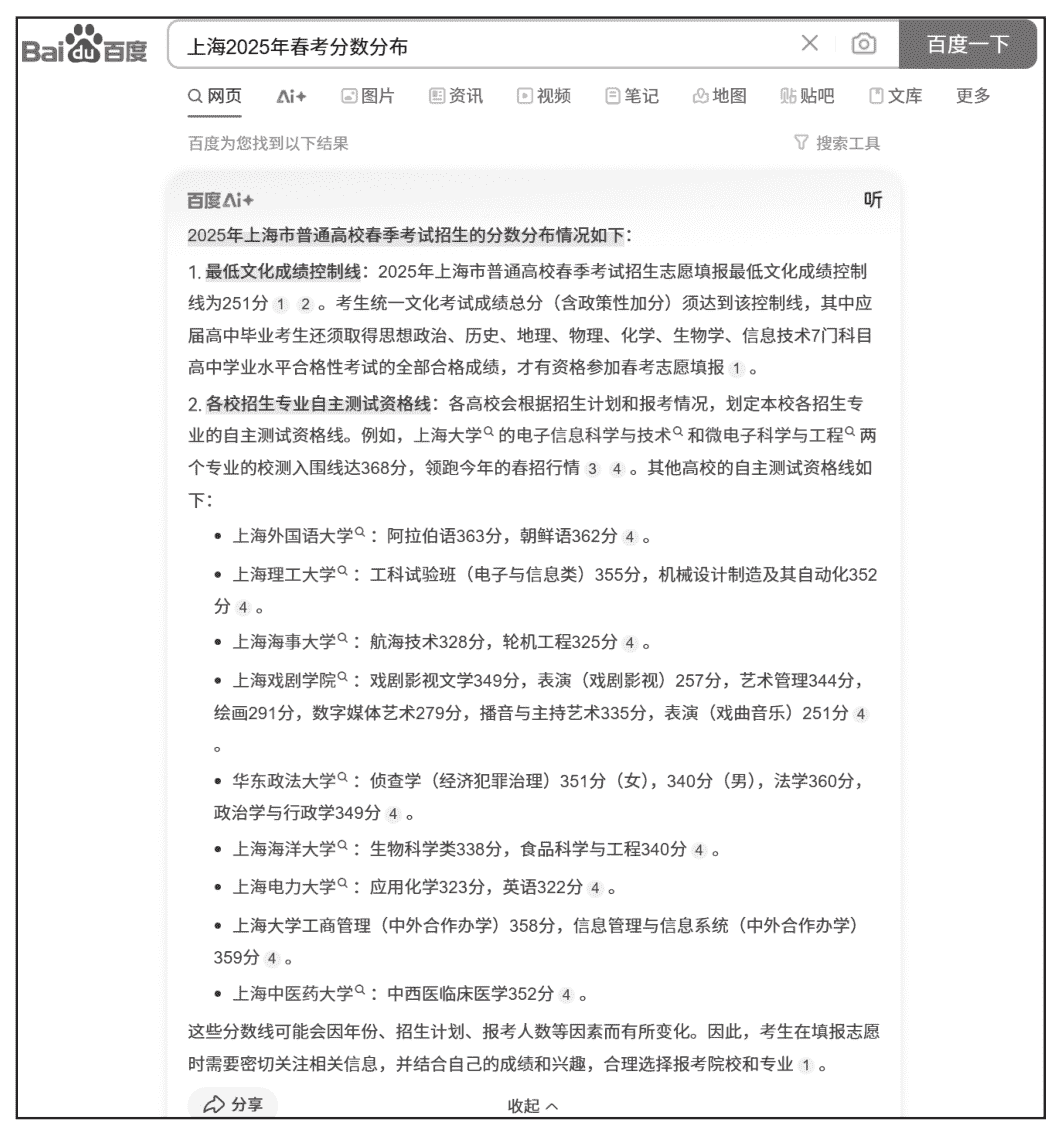 Bai du 百度
上海2025年春考分数分布
百度一下
网页 Ai+ 图片 资讯 视频 笔记 地图 贴吧 文库 更多
百度为您找到以下结果
搜索工具
百度Ai+
听
2025年上海市普通高校春季考试招生的分数分布情况如下：
1. 最低文化成绩控制线：2025年上海市普通高校春季考试招生志愿填报最低文化成绩控制
线为251分 1 2 。考生统一文化考试成绩总分（含政策性加分）须达到该控制线，其中应
届高中毕业考生还须取得思想政治、历史、地理、物理、化学、生物学、信息技术7门科目
高中学业水平合格性考试的全部合格成绩，才有资格参加春考志愿填报 1 。
2. 各校招生专业自主测试资格线：各高校会根据招生计划和报考情况，划定本校各招生专
业的自主测试资格线。例如，上海大学的电子信息科学与技术和微电子科学与工程两
个专业的校测入围线达368分，领跑今年的春招行情 3 4 。其他高校的自主测试资格线如
下：
• 上海外国语大学：阿拉伯语363分，朝鲜语362分 4 。
• 上海理工大学：工科试验班（电子与信息类）355分，机械设计制造及其自动化352
分 4 。
• 上海海事大学：航海技术328分，轮机工程325分 4 。
• 上海戏剧学院：戏剧影视文学349分，表演（戏剧影视）257分，艺术管理344分，
绘画291分，数字媒体艺术279分，播音与主持艺术335分，表演（戏曲音乐）251分 4
。
• 华东政法大学：侦查学（经济犯罪治理）351分（女），340分（男），法学360分，
政治学与行政学349分 4 。
• 上海海洋大学：生物科学类338分，食品科学与工程340分 4 。
• 上海电力大学：应用化学323分，英语322分 4 。
• 上海大学工商管理（中外合作办学）358分，信息管理与信息系统（中外合作办学）
359分 4 。
• 上海中医药大学：中西医临床医学352分 4 。
这些分数线可能会因年份、招生计划、报考人数等因素而有所变化。因此，考生在填报志愿
时需要密切关注相关信息，并结合自己的成绩和兴趣，合理选择报考院校和专业 1 。
分享
收起